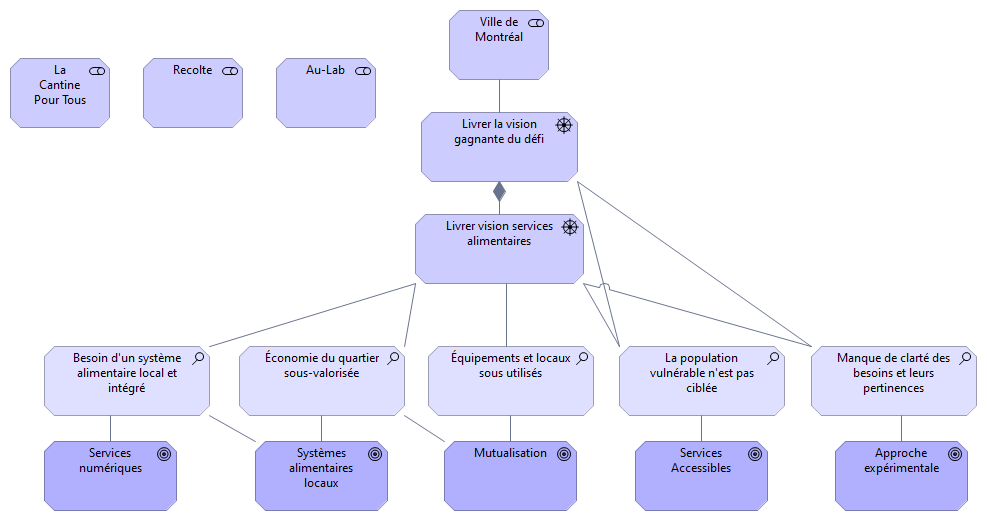 Ville de
Montréal
La
Cantine
Pour Tous
Recolte
Au-Lab
Livrer la vision
gagnante du défi
Livrer vision services
alimentaires
Besoin d'un système
alimentaire local et
intégré
Économie du quartier
sous-valorisée
Équipements et locaux
sous utilisés
La population
vulnérable n'est pas
ciblée
Manque de clarté des
besoins et leurs
pertinences
Services
numériques
Systèmes
alimentaires
locaux
Mutualisation
Services
Accessibles
Approche
expérimentale